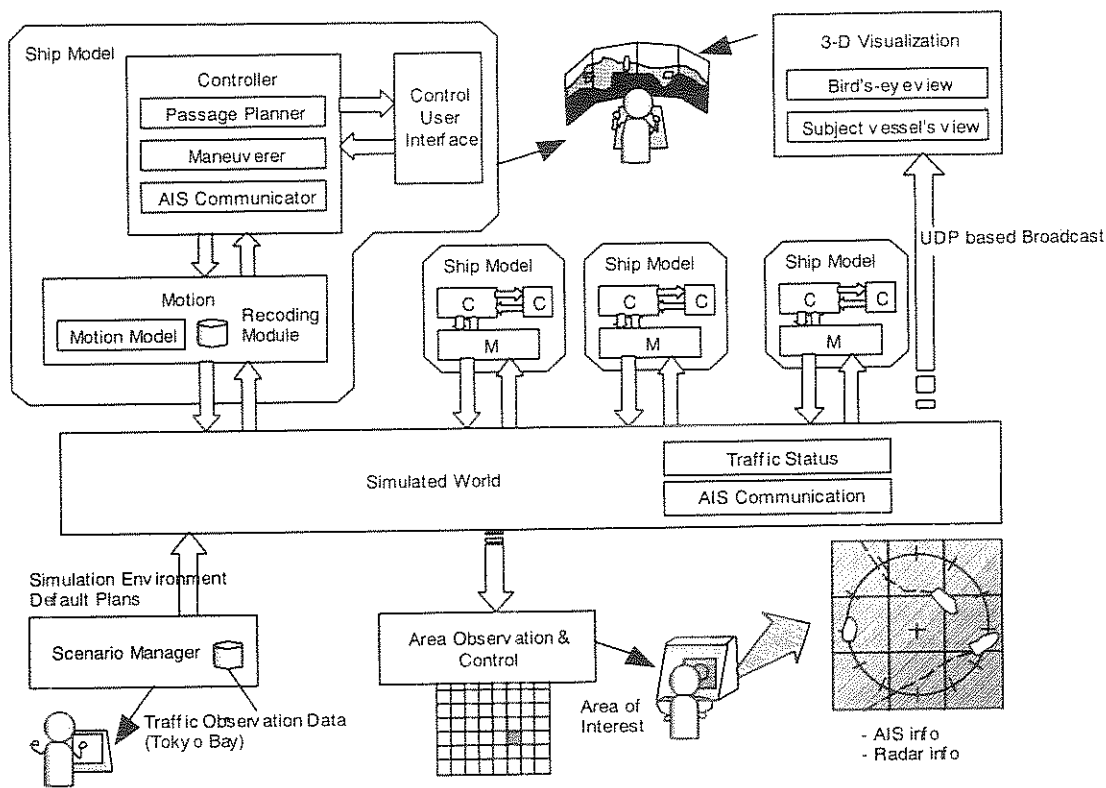 Ship Model
Controller
Passage Planner
Maneuverer
AIS Communicator
Control
User
Interface
Motion
Motion Model
Recoding
Module
3-D Visualization
Bird's-eye view
Subject vessel's view
UDP based Broadcast
Ship Model
C
C
M
Ship Model
C
C
M
Ship Model
C
C
M
Simulated World
Traffic Status
AIS Communication
Simulation Environment
Default Plans
Scenario Manager
Traffic Observation Data
(Tokyo Bay)
Area Observation &
Control
Area of
Interest
- AIS info
- Radar info